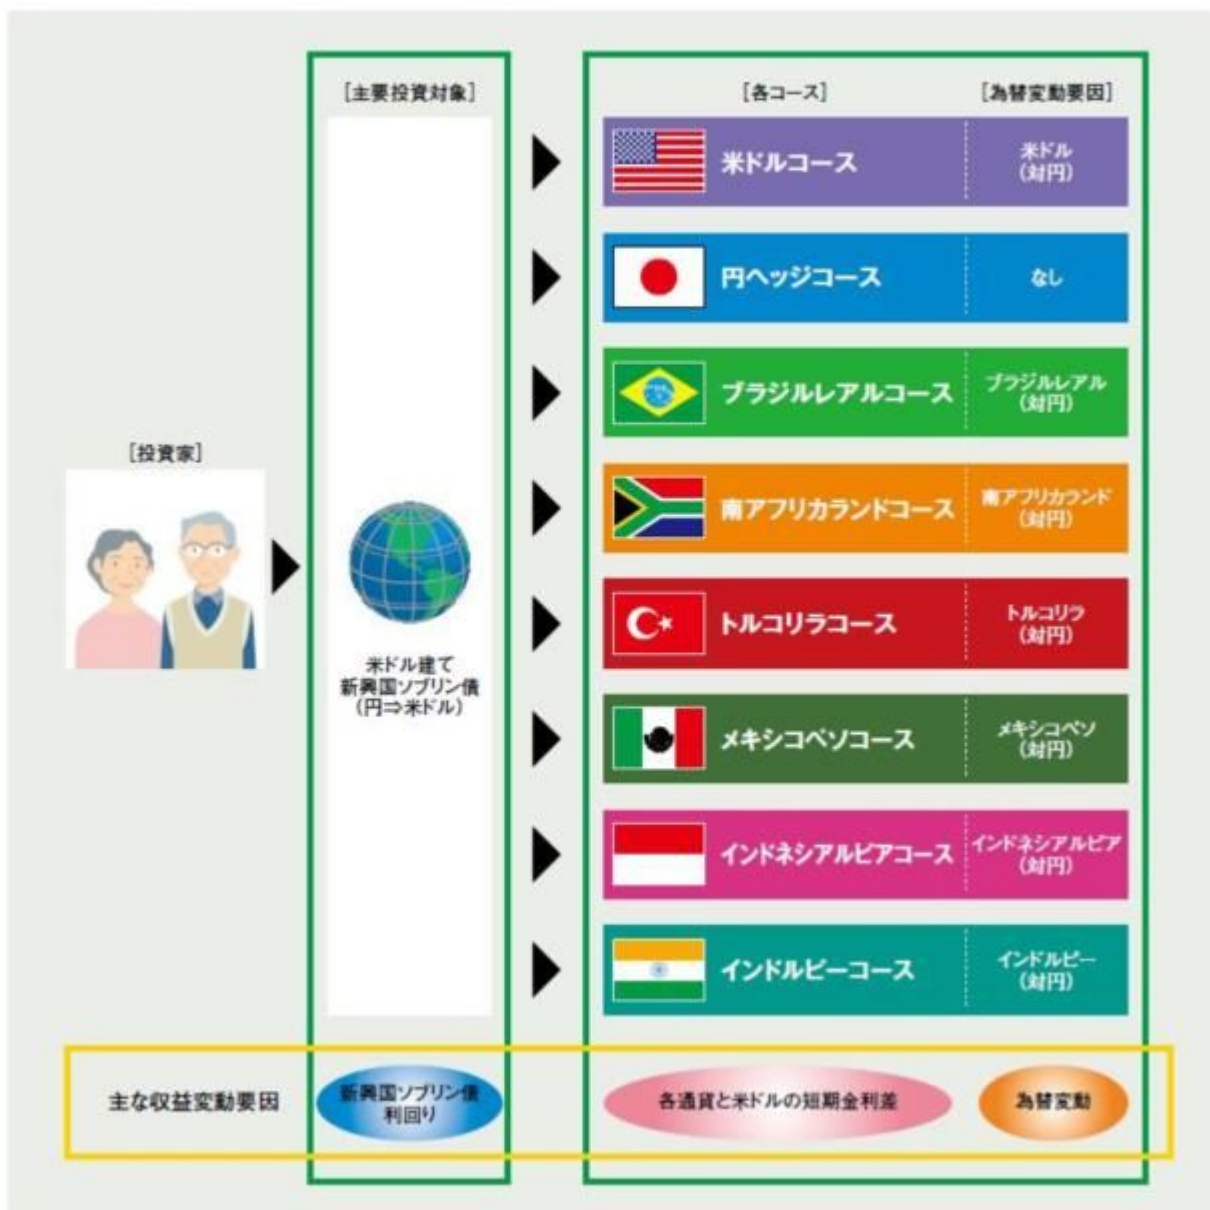 [主要投資対象]
[各コース]
[為替変動要因]
米ドルコース
米ドル
(対円)
円ヘッジコース
なし
ブラジルレアルコース
ブラジルレアル
(対円)
[投資家]
南アフリカランドコース
南アフリカランド
(対円)
トルコリラコース
トルコリラ
(対円)
米ドル建て
新興国ソブリン債
(円⇒米ドル)
メキシコペソコース
メキシコペソ
(対円)
インドネシアルピアコース
インドネシアルピア
(対円)
インドルピーコース
インドルピー
(対円)
主な収益変動要因
新興国ソブリン債
利回り
各通貨と米ドルの短期金利差
為替変動